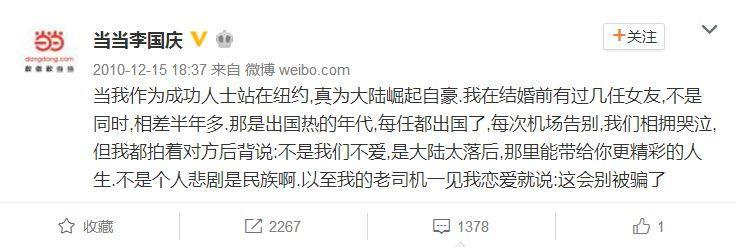 当当
dangdang.com
敢做敢当当
当当李国庆
V
+关注
2010-12-15 18:37 来自 微博 weibo.com
当我作为成功人士站在纽约,真为大陆崛起自豪.我在结婚前有过几任女友,不是
同时,相差半年多.那是出国热的年代,每任都出国了,每次机场告别,我们相拥哭泣,
但我都拍着对方后背说:不是我们不爱,是大陆太落后,那里能带给你更精彩的人
生.不是个人悲剧是民族啊.以至我的老司机一见我恋爱就说:这会别被骗了
收藏
2267
1378
1